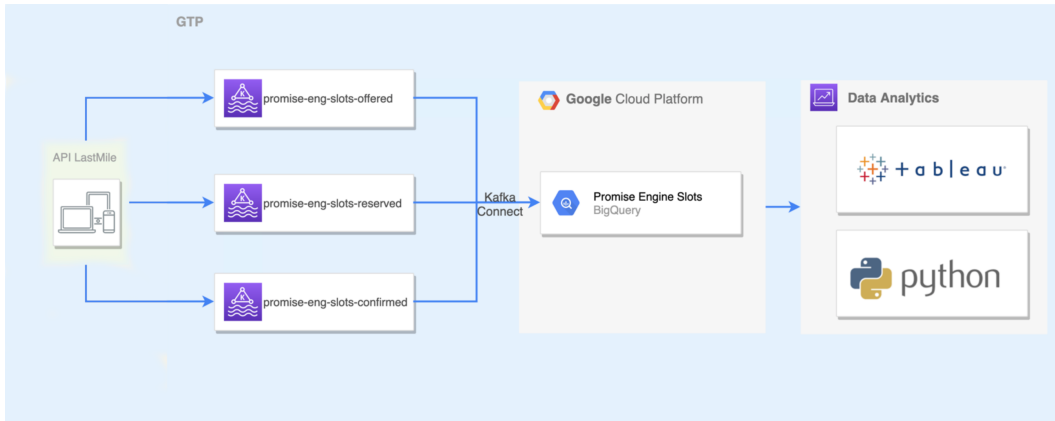 GTP
API LastMile
promise-eng-slots-offered
promise-eng-slots-reserved
promise-eng-slots-confirmed
Kafka
Connect
Google Cloud Platform
Promise Engine Slots
BigQuery
Data Analytics
+ a b l e a u
python